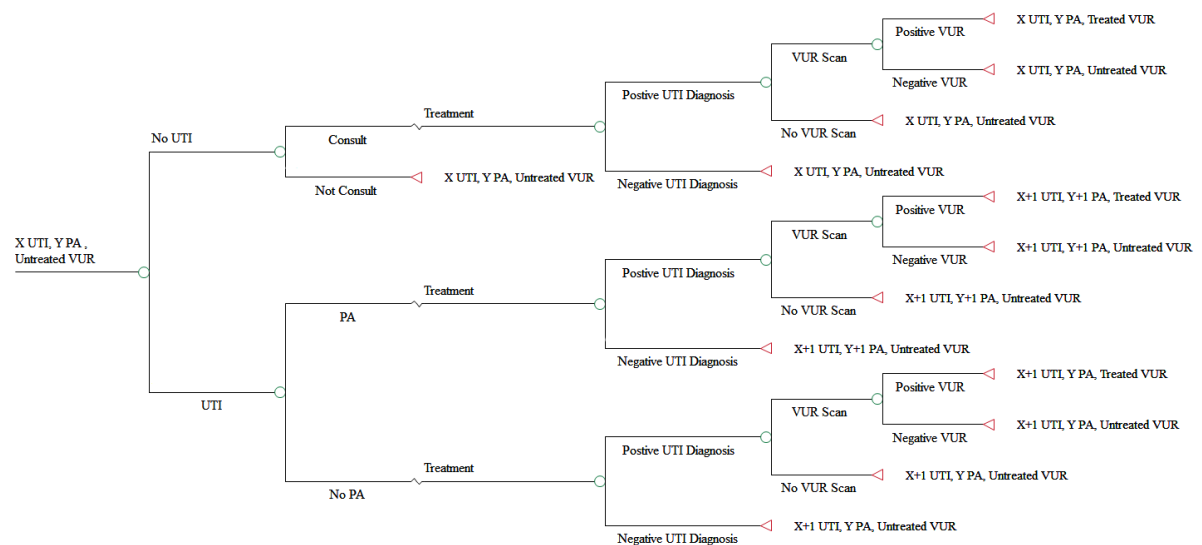 X UTI, Y PA, Treated VUR
Positive VUR
VUR Scan
X UTI, Y PA, Untreated VUR
Negative VUR
Postive UTI Diagnosis
Treatment
X UTI, Y PA, Untreated VUR
No VUR Scan
No UTI
Consult
X UTI, Y PA, Untreated VUR
Negative UTI Diagnosis
X UTI, Y PA, Untreated VUR
Not Consult
X+1 UTI, Y+1 PA, Treated VUR
Positive VUR
VUR Scan
X+1 UTI, Y+1 PA, Untreated VUR
Negative VUR
X UTI, Y PA ,
Untreated VUR
Postive UTI Diagnosis
Treatment
X+1 UTI, Y+1 PA, Untreated VUR
No VUR Scan
PA
X+1 UTI, Y+1 PA, Untreated VUR
Negative UTI Diagnosis
X+1 UTI, Y PA, Treated VUR
Positive VUR
UTI
VUR Scan
X+1 UTI, Y PA, Untreated VUR
Negative VUR
Postive UTI Diagnosis
Treatment
X+1 UTI, Y PA, Untreated VUR
No VUR Scan
No PA
X+1 UTI, Y PA, Untreated VUR
Negative UTI Diagnosis